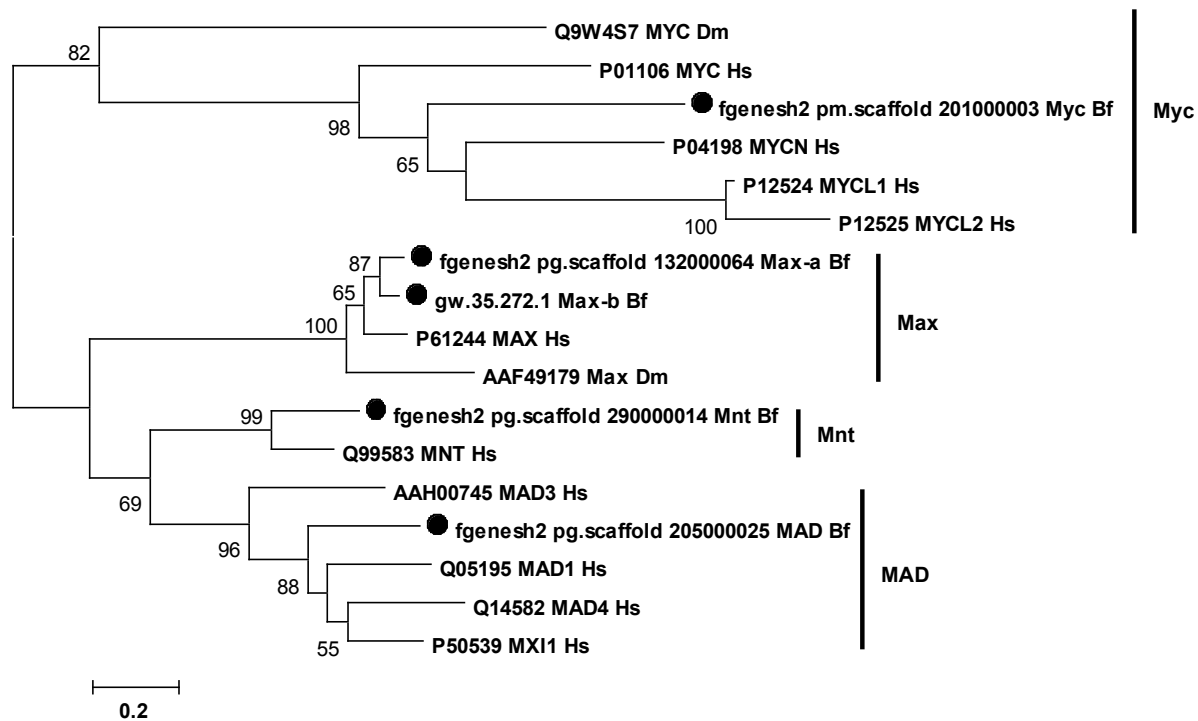 Q9W4S7 MYC Dm
82
P01106 MYC Hs
fgenesh2 pm.scaffold 201000003 Myc Bf
Myc
98
P04198 MYCN Hs
65
P12524 MYCL1 Hs
P12525 MYCL2 Hs
100
fgenesh2 pg.scaffold 132000064 Max-a Bf
87
gw.35.272.1 Max-b Bf
65
Max
100
P61244 MAX Hs
AAF49179 Max Dm
fgenesh2 pg.scaffold 290000014 Mnt Bf
99
Mnt
Q99583 MNT Hs
AAH00745 MAD3 Hs
69
fgenesh2 pg.scaffold 205000025 MAD Bf
96
Q05195 MAD1 Hs
MAD
88
Q14582 MAD4 Hs
P50539 MXI1 Hs
55
0.2